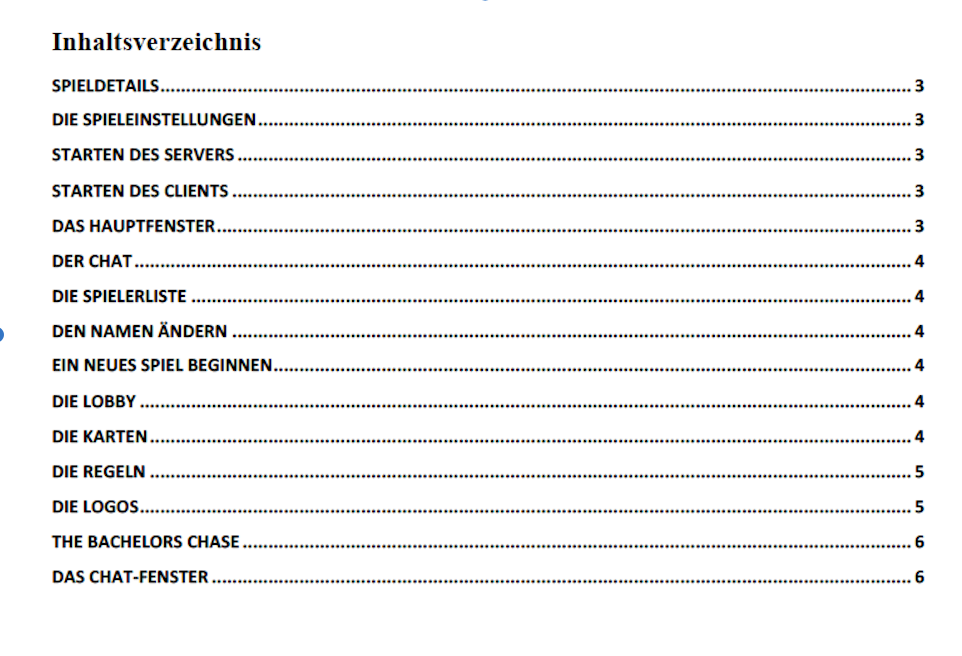 Inhaltsverzeichnis
SPIELDETAILS........................................................................................................................................................ 3
DIE SPIELEINSTELLUNGEN..................................................................................................................................... 3
STARTEN DES SERVERS ........................................................................................................................................ 3
STARTEN DES CLIENTS ......................................................................................................................................... 3
DAS HAUPTFENSTER............................................................................................................................................ 3
DER CHAT ............................................................................................................................................................ 4
DIE SPIELERLISTE ................................................................................................................................................. 4
DEN NAMEN ÄNDERN ......................................................................................................................................... 4
EIN NEUES SPIEL BEGINNEN................................................................................................................................. 4
DIE LOBBY ........................................................................................................................................................... 4
DIE KARTEN ......................................................................................................................................................... 4
DIE REGELN ......................................................................................................................................................... 5
DIE LOGOS........................................................................................................................................................... 5
THE BACHELORS CHASE ....................................................................................................................................... 6
DAS CHAT-FENSTER ............................................................................................................................................. 6